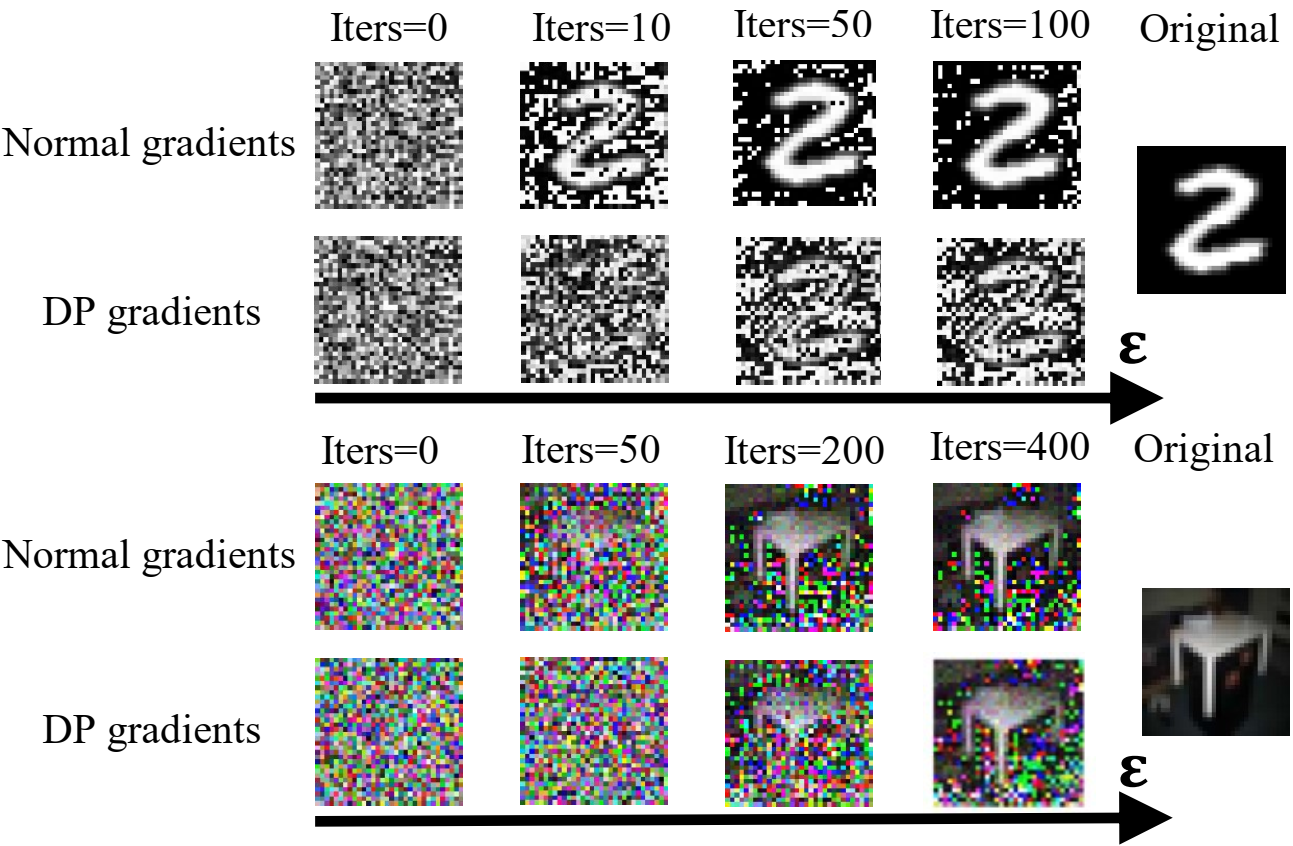 Iters=0 Iters=10 Iters=50 Iters=100 Original
Normal gradients
DP gradients
ε
Iters=0 Iters=50 Iters=200 Iters=400 Original
Normal gradients
DP gradients
ε